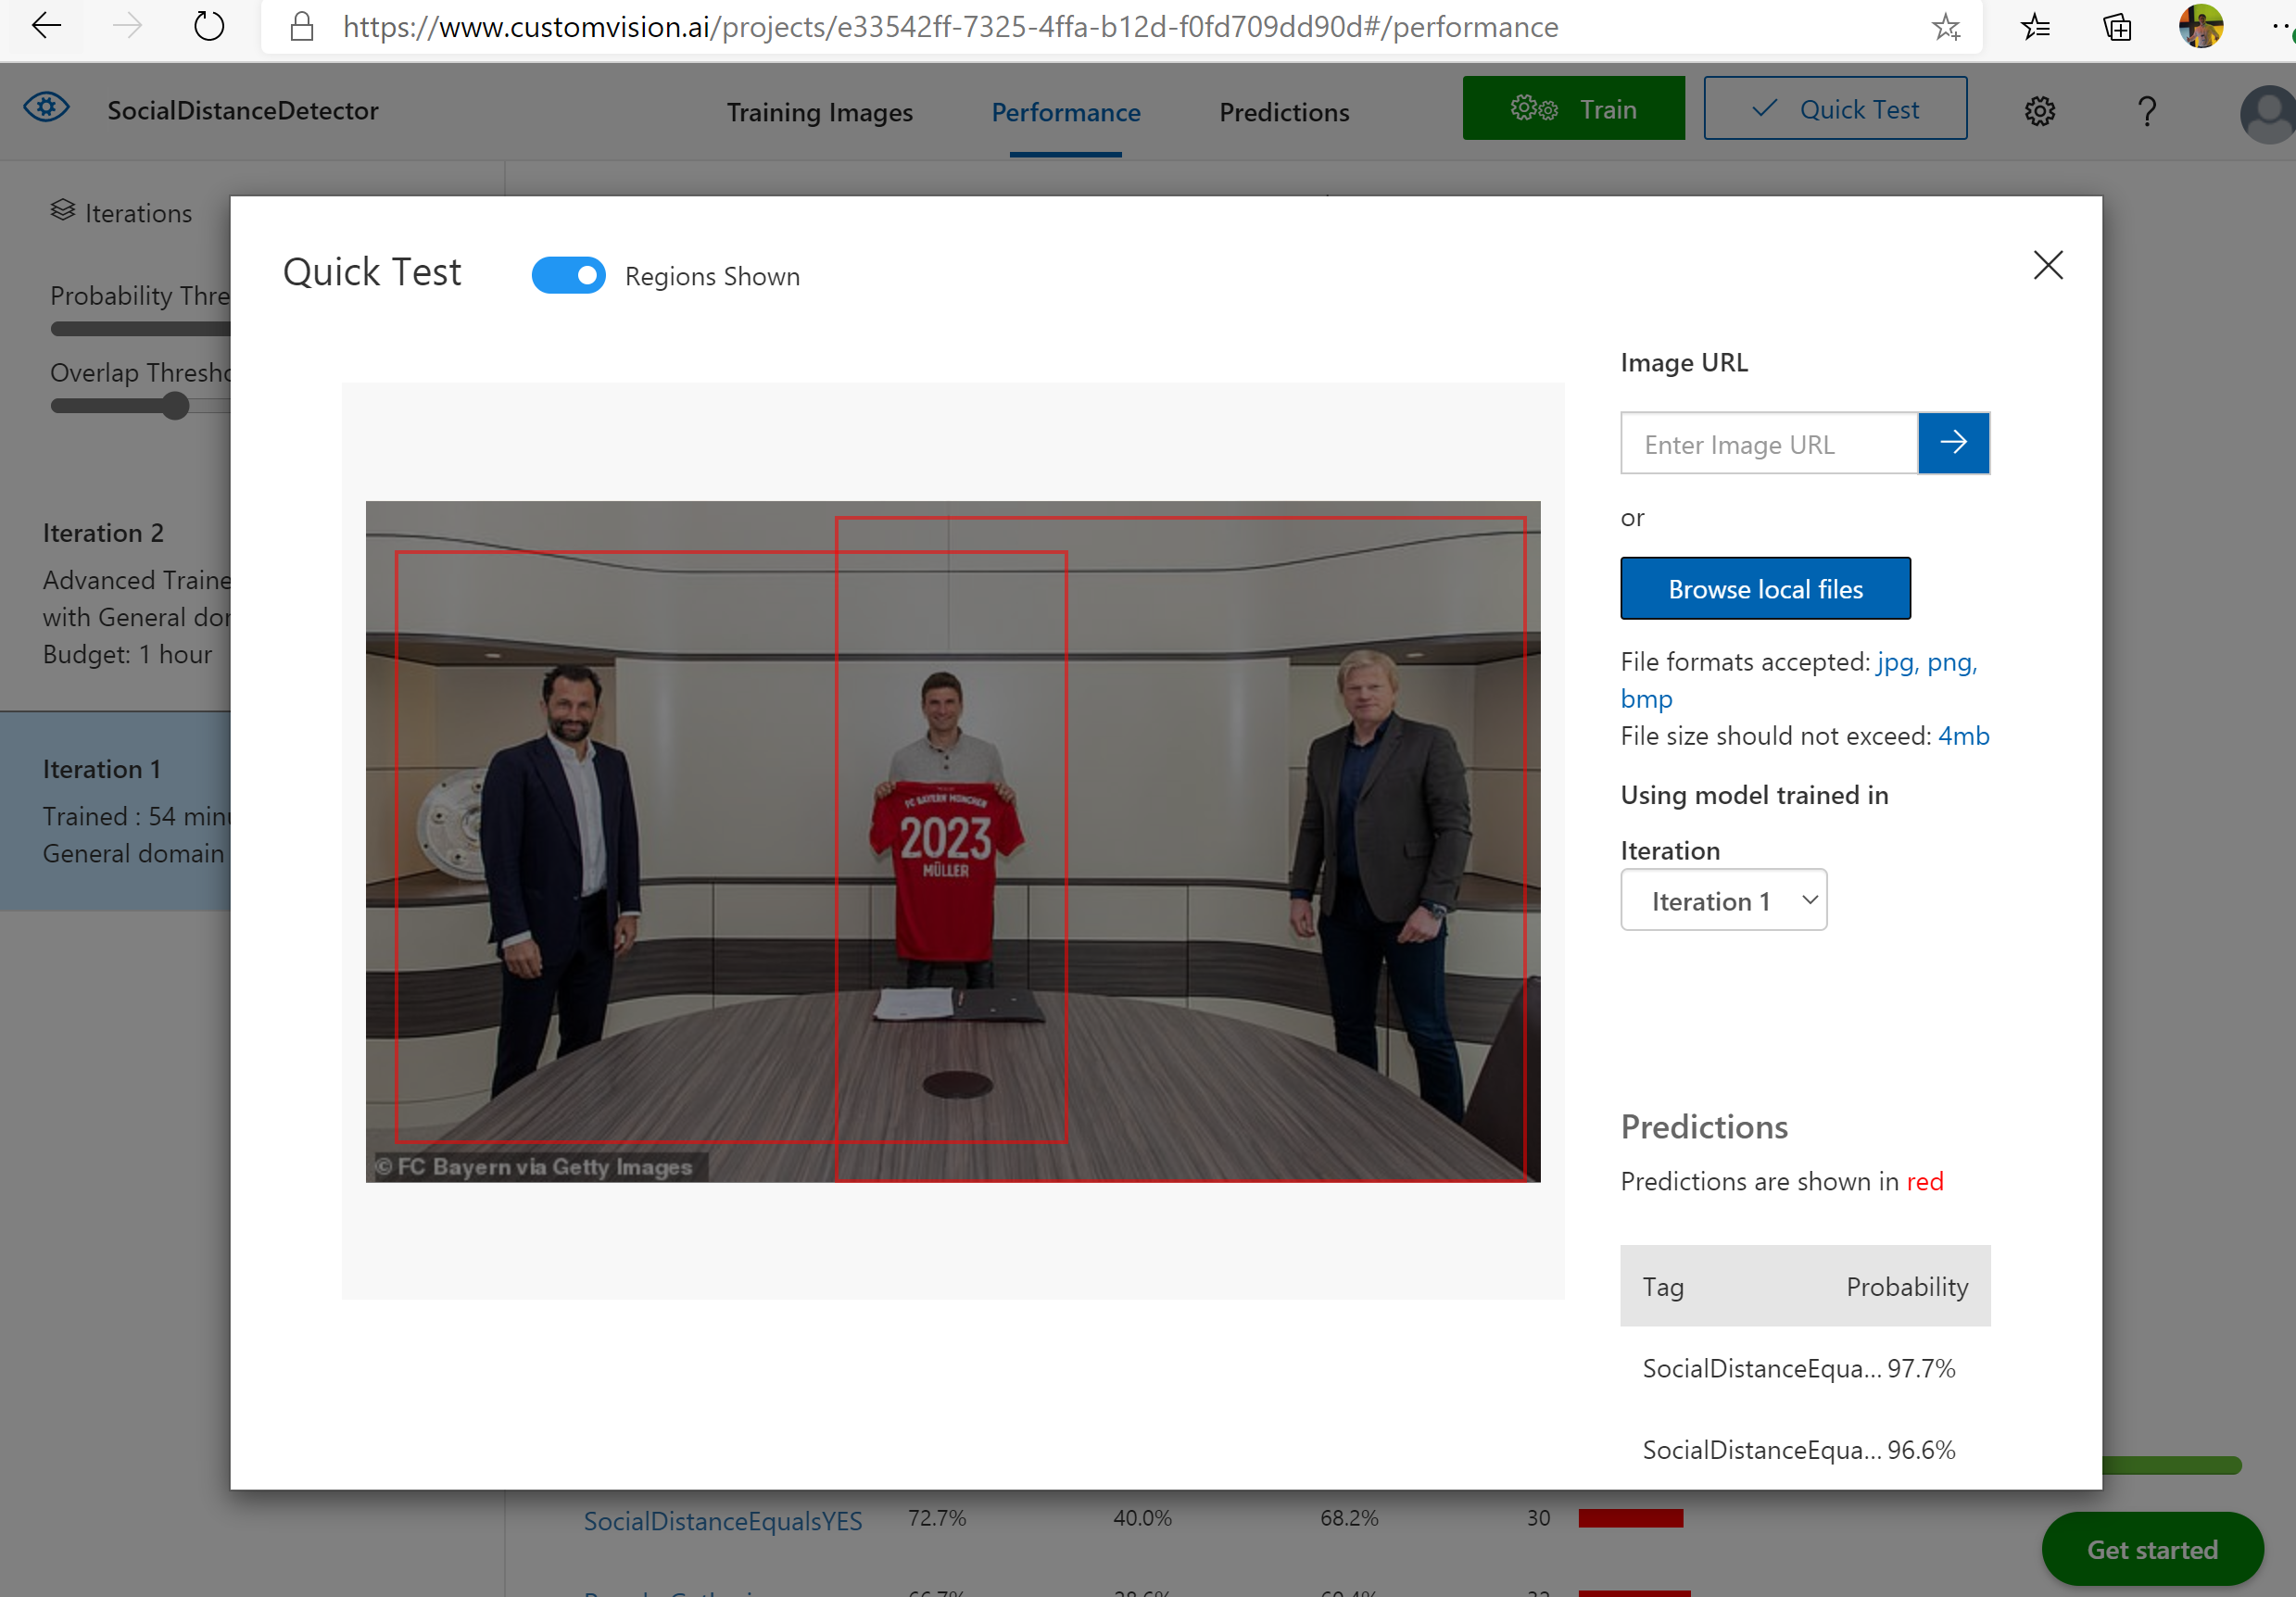 https://www.customvision.ai/projects/e33542ff-7325-4ffa-b12d-f0fd709dd90d#/performance
SocialDistanceDetector
Training Images
Performance
Predictions
Train
Quick Test
?
Iterations
Probability Thre
Overlap Thresho
Iteration 2
Advanced Traine
with General dor
Budget: 1 hour
Iteration 1
Trained : 54 minu
General domain
Quick Test
Regions Shown
FC BAYERN MÜNCHEN
2023
MÜLLER
© FC Bayern via Getty Images
Image URL
Enter Image URL
or
Browse local files
File formats accepted: jpg, png,
bmp
File size should not exceed: 4mb
Using model trained in
Iteration
Iteration 1
Predictions
Predictions are shown in red
Tag Probability
SocialDistanceEqua... 97.7%
SocialDistanceEqua... 96.6%
SocialDistanceEqualsYES 72.7% 40.0% 68.2% 30
Get started